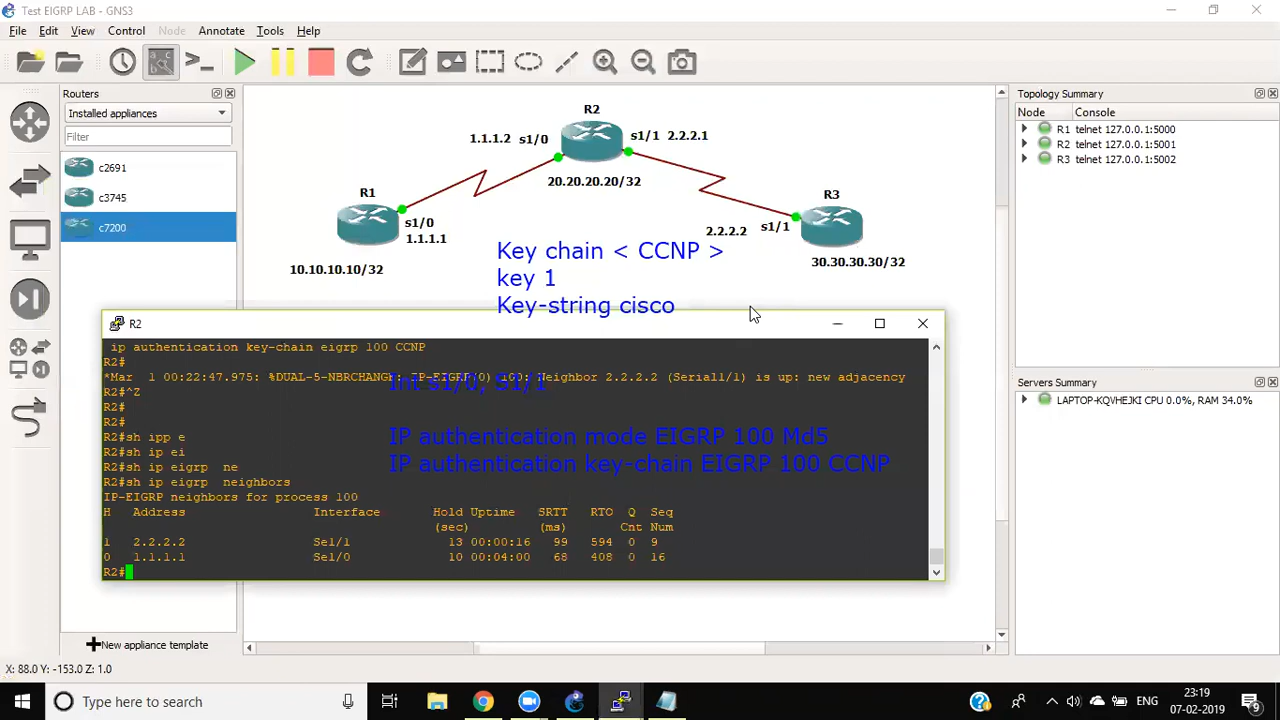 Test EIGRP LAB - GNS3
File Edit View Control Node Annotate Tools Help
Routers
Installed appliances
Filter
c2691
c3745
c7200
New appliance template
R2
1.1.1.2 s1/0
s1/1 2.2.2.1
20.20.20.20/32
R1
s1/0
1.1.1.1
10.10.10.10/32
R3
2.2.2.2 s1/1
30.30.30.30/32
Key chain < CCNP >
key 1
Key-string cisco
Int s1/0, S1/1
IP authentication mode EIGRP 100 Md5
IP authentication key-chain EIGRP 100 CCNP
R2
ip authentication key-chain eigrp 100 CCNP
R2#
*Mar 1 00:22:47.975: %DUAL-5-NBRCHANGE: IP-EIGRP(0) 100: Neighbor 2.2.2.2 (Serial1/1) is up: new adjacency
R2#^Z
R2#
R2#
R2#sh ipp e
R2#sh ip ei
R2#sh ip eigrp ne
R2#sh ip eigrp neighbors
IP-EIGRP neighbors for process 100
H Address Interface Hold Uptime SRTT RTO Q Seq
(sec) (ms) Cnt Num
1 2.2.2.2 Se1/1 13 00:00:16 99 594 0 9
0 1.1.1.1 Se1/0 10 00:04:00 68 408 0 16
R2#
Topology Summary
Node Console
R1 telnet 127.0.0.1:5000
R2 telnet 127.0.0.1:5001
R3 telnet 127.0.0.1:5002
Servers Summary
LAPTOP-KQVHEJKI CPU 0.0%, RAM 34.0%
X: 88.0 Y: -153.0 Z: 1.0
Type here to search
ENG
23:19
07-02-2019
9